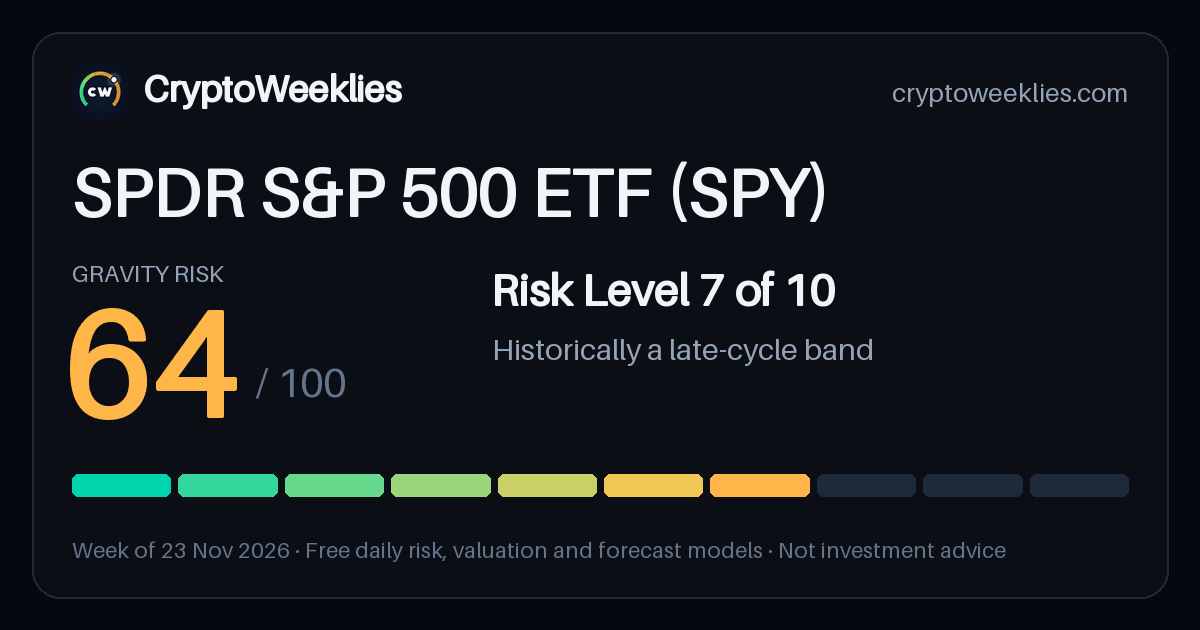 CW
CryptoWeeklies
cryptoweeklies.com
SPDR S&P 500 ETF (SPY)
GRAVITY RISK
64 / 100
Risk Level 7 of 10
Historically a late-cycle band
Week of 23 Nov 2026 · Free daily risk, valuation and forecast models · Not investment advice